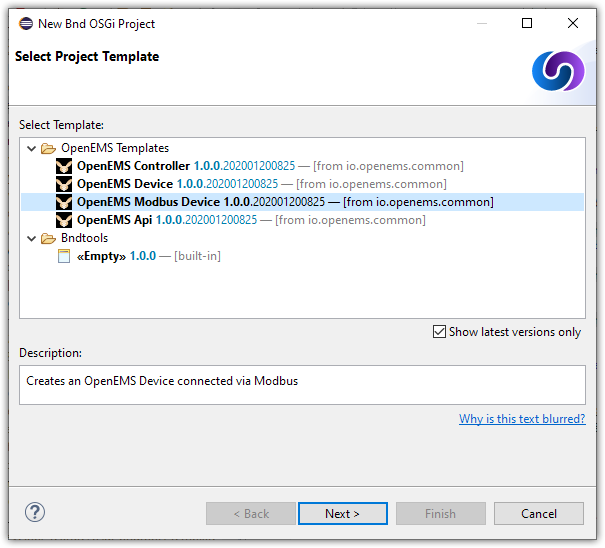 New Bnd OSGi Project
Select Project Template
Select Template:
OpenEMS Templates
OpenEMS Controller 1.0.0.202001200825 — [from io.openems.common]
OpenEMS Device 1.0.0.202001200825 — [from io.openems.common]
OpenEMS Modbus Device 1.0.0.202001200825 — [from io.openems.common]
OpenEMS Api 1.0.0.202001200825 — [from io.openems.common]
Bndtools
«Empty» 1.0.0 — [built-in]
Show latest versions only
Description:
Creates an OpenEMS Device connected via Modbus
Why is this text blurred?
?
< Back
Next >
Finish
Cancel